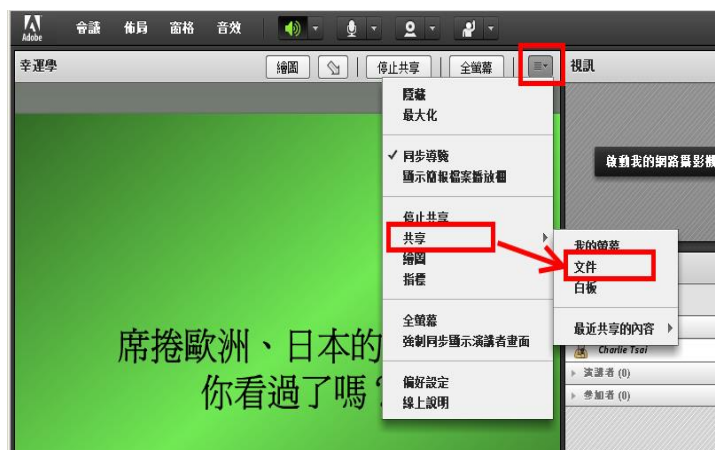 Adobe
會議 佈局 窗格 音效
幸運學 繪圖 停止共享 全螢幕 視訊
隱藏
最大化
啟動我的網路攝影機
✓ 同步導覽
顯示簡報檔案播放欄
停止共享
共享
繪圖
指標
我的螢幕
文件
白板
最近共享的內容
全螢幕
強制同步顯示演講者畫面
偏好設定
線上說明
Charlie Tsai
演講者 (0)
參加者 (0)
席捲歐洲、日本的
你看過了嗎?